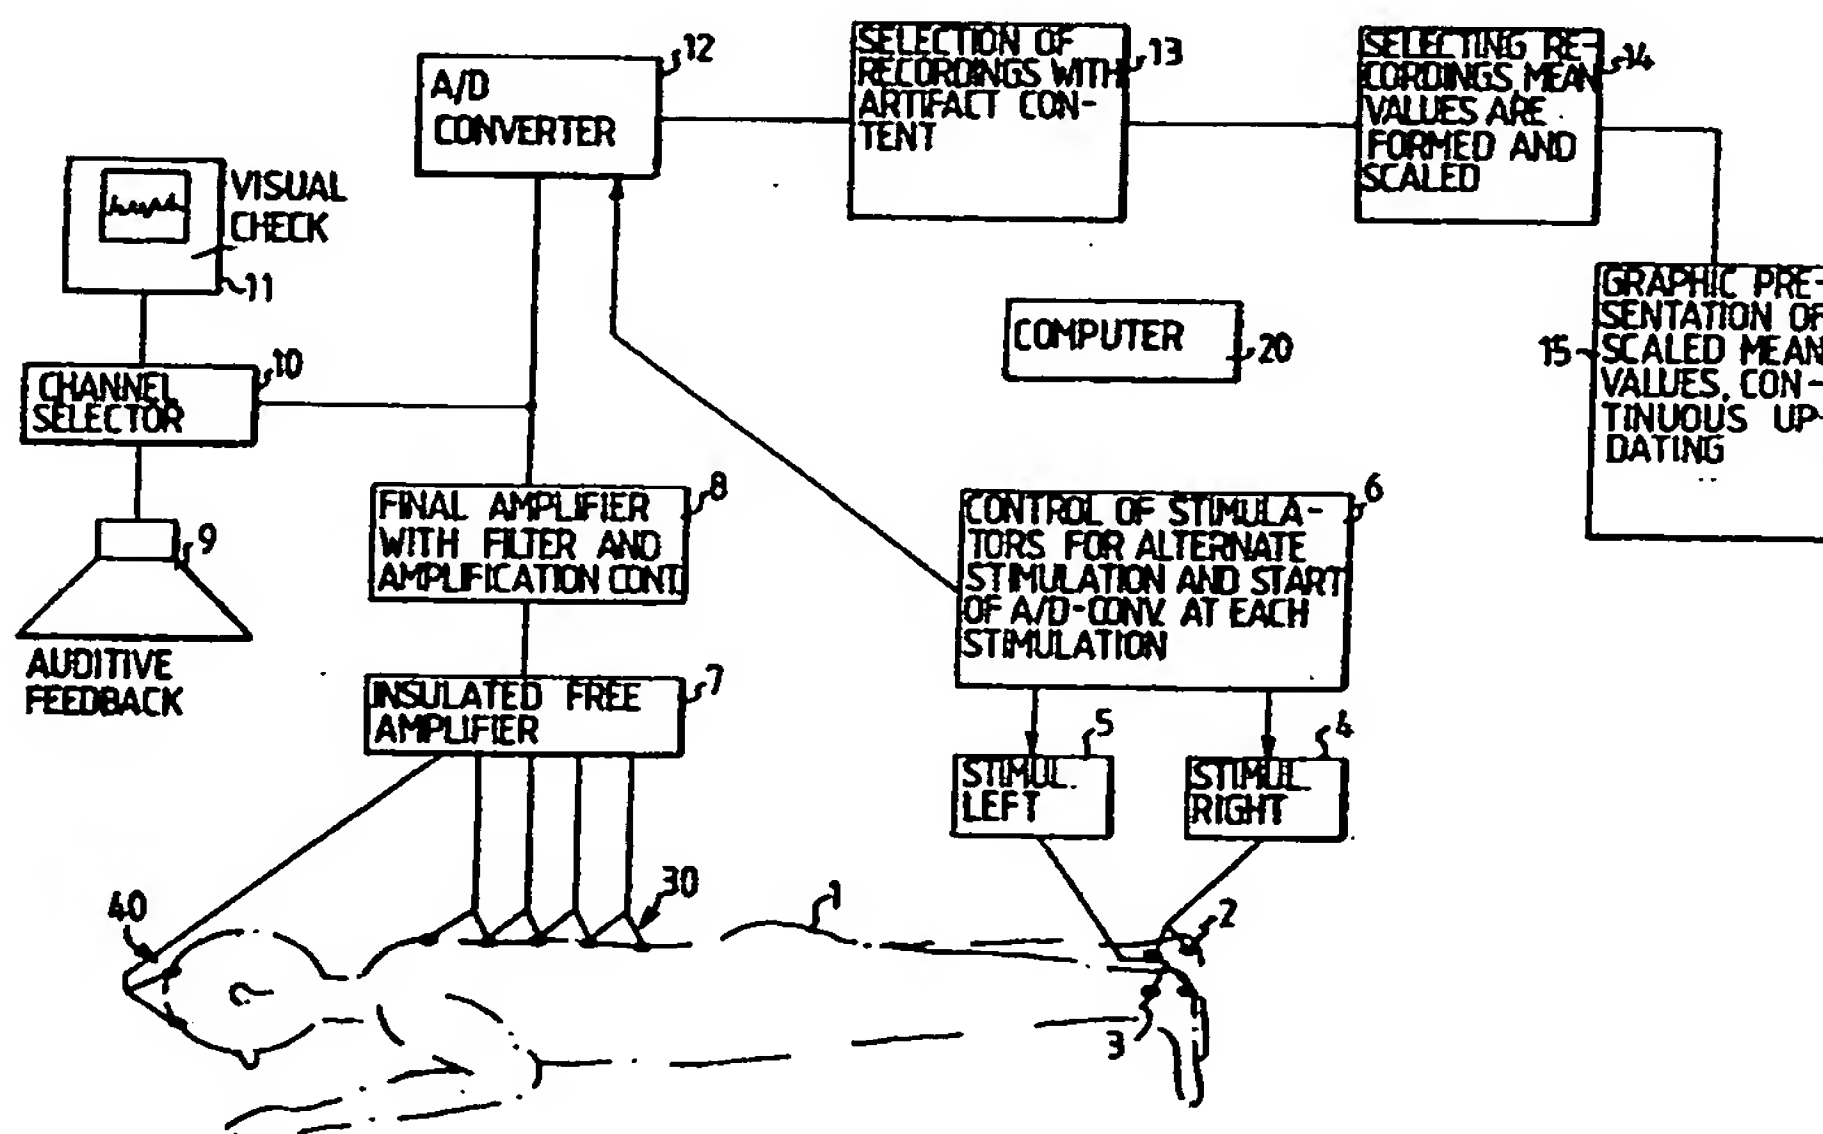 12
A/D
CONVERTER
SELECTION OF
RECORDINGS WITH
ARTIFACT CON-
TENT
13
SELECTING RE-
CORDINGS, MEAN
VALUES ARE
FORMED AND
SCALED
14
VISUAL
CHECK
11
GRAPHIC PRE-
SENTATION OF
SCALED MEAN
VALUES, CON-
TINUOUS UP-
DATING
15
COMPUTER
20
CHANNEL
SELECTOR
10
FINAL AMPLIFIER
WITH FILTER AND
AMPLIFICATION CONT.
8
CONTROL OF STIMULA-
TORS FOR ALTERNATE
STIMULATION AND START
OF A/D-CONV. AT EACH
STIMULATION
6
9
AUDITIVE
FEEDBACK
INSULATED FREE
AMPLIFIER
7
STIMUL.
LEFT
5
STIMUL.
RIGHT
4
40
30
1
2
3